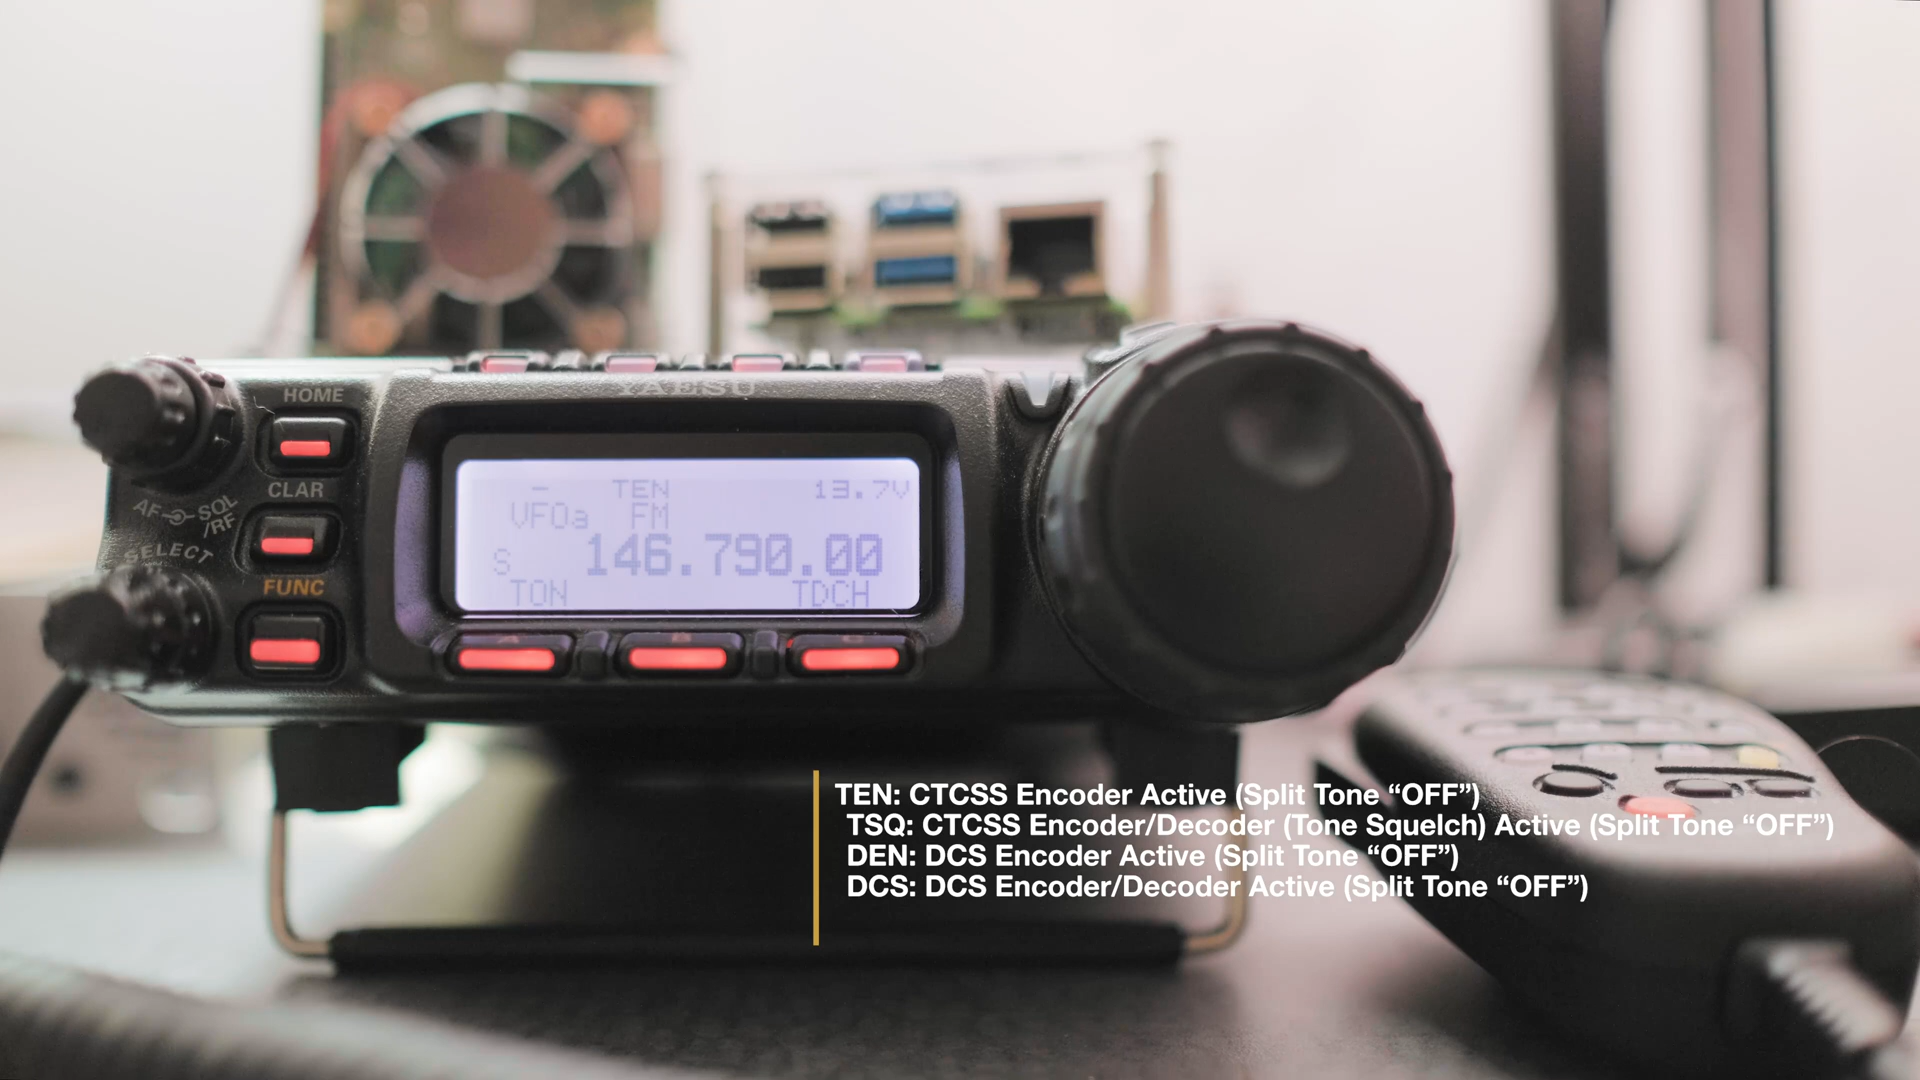 YAESU
HOME
CLAR
AF SQL
/RF
SELECT
FUNC
– TEN 13.7V
VFOa FM
S 146.790.00
TON TDCH
A B C
TEN: CTCSS Encoder Active (Split Tone “OFF”)
TSQ: CTCSS Encoder/Decoder (Tone Squelch) Active (Split Tone “OFF”)
DEN: DCS Encoder Active (Split Tone “OFF”)
DCS: DCS Encoder/Decoder Active (Split Tone “OFF”)